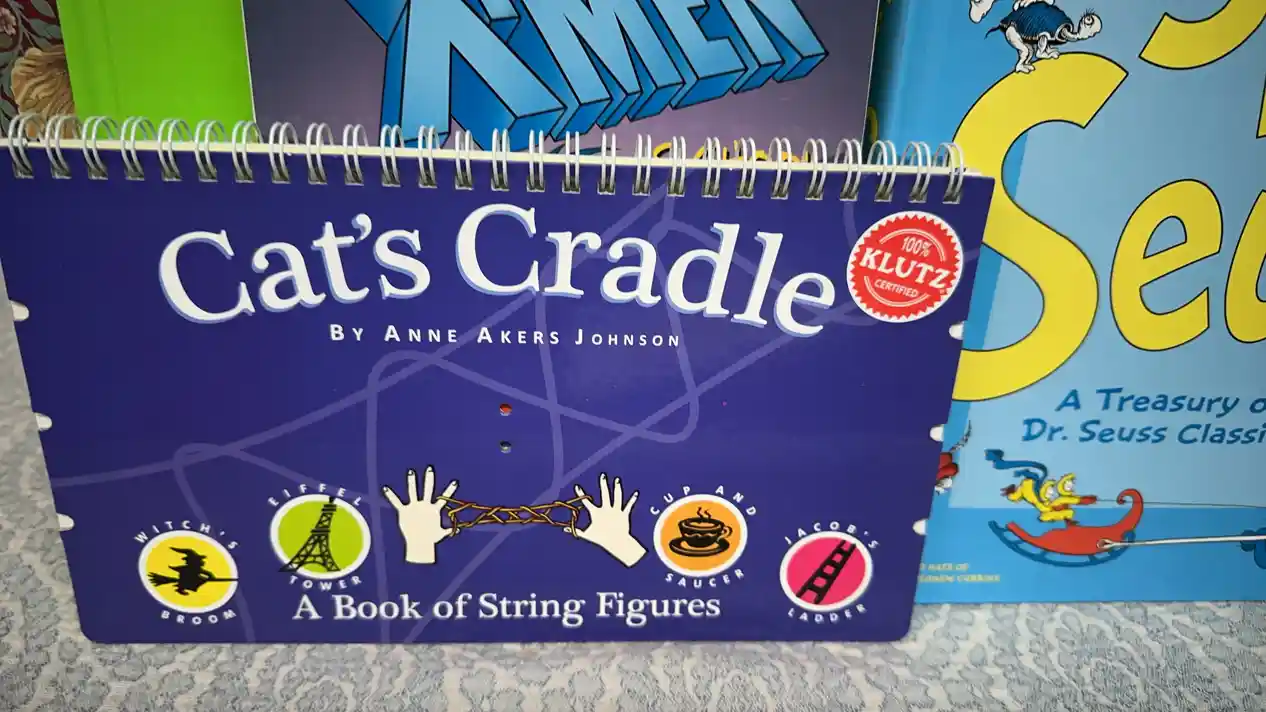 X-MEN
Cat's Cradle
BY ANNE AKERS JOHNSON
100%
KLUTZ
CERTIFIED
WITCH'S
BROOM
EIFFEL
TOWER
CUP AND
SAUCER
JACOB'S
LADDER
A Book of String Figures
Seu
A Treasury o
Dr. Seuss Classi